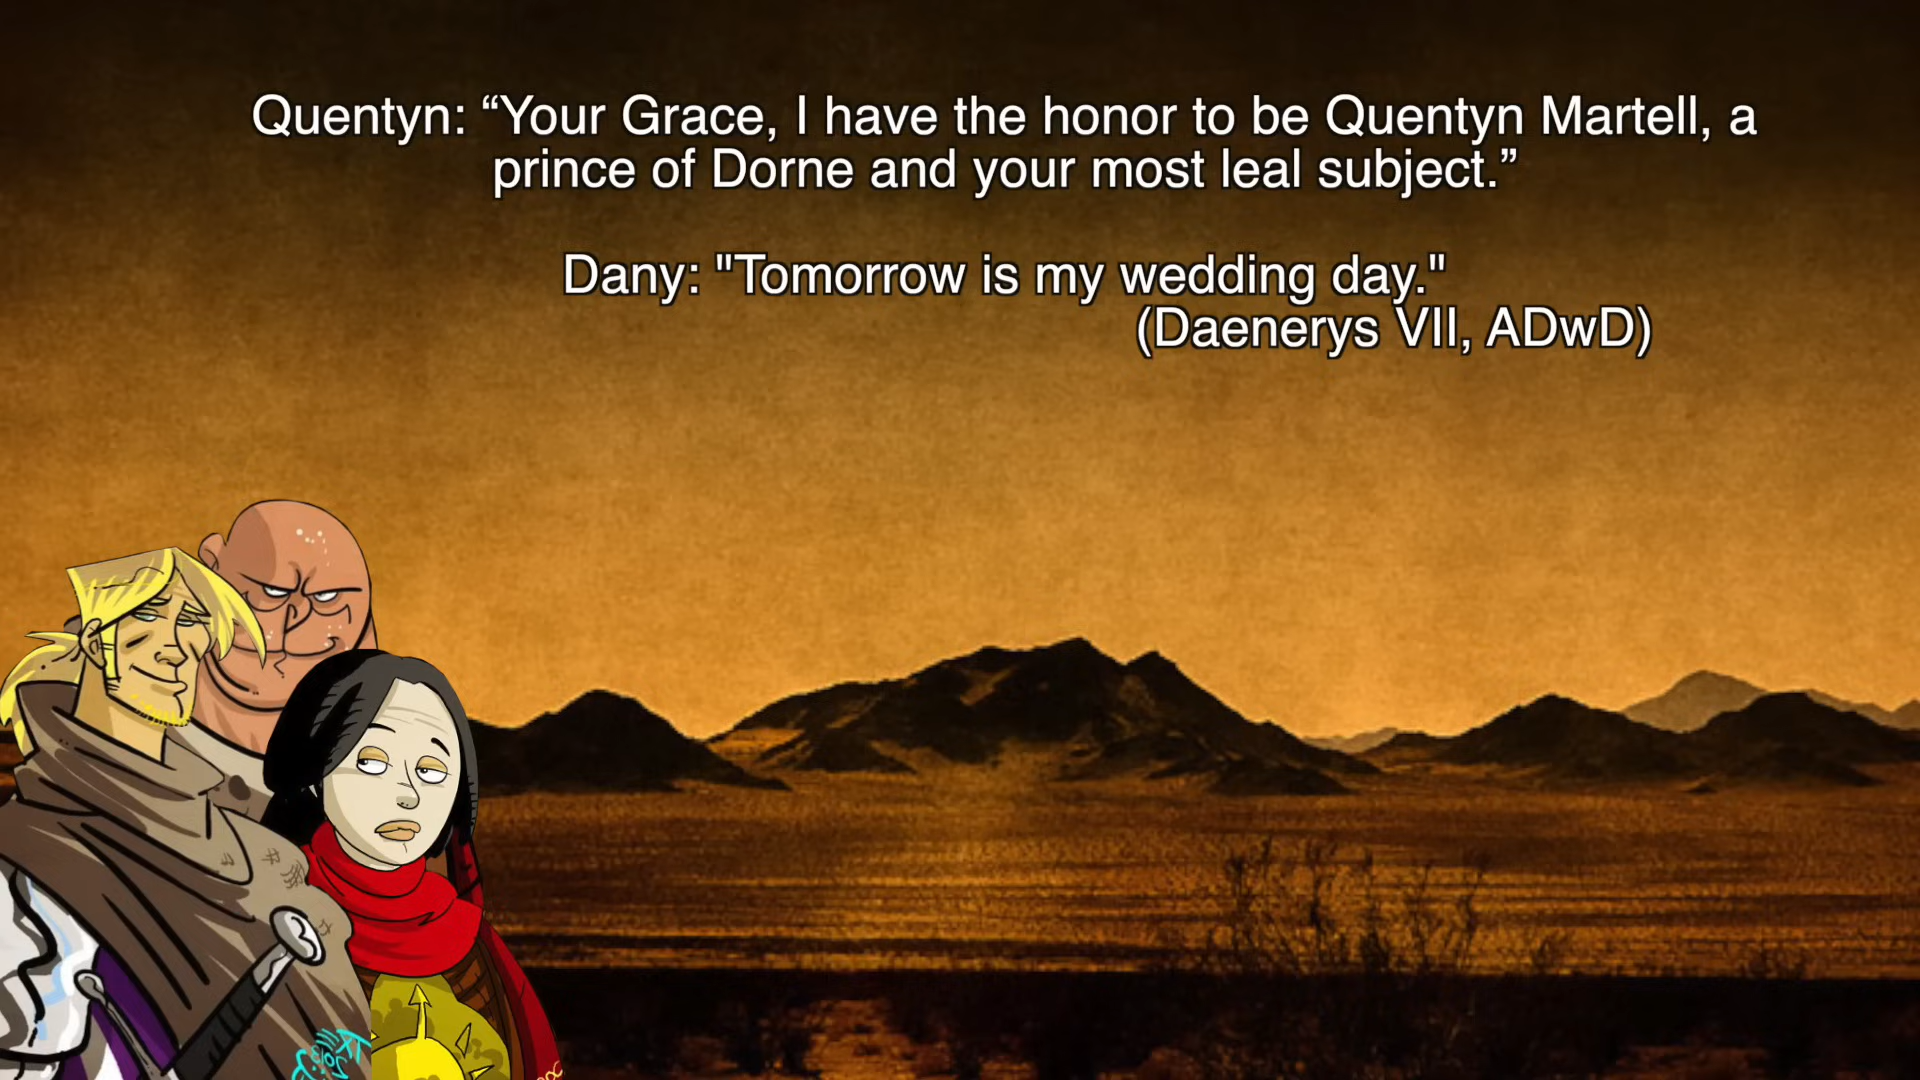 Quentyn: “Your Grace, I have the honor to be Quentyn Martell, a
prince of Dorne and your most leal subject.”
Dany: "Tomorrow is my wedding day."
(Daenerys VII, ADwD)